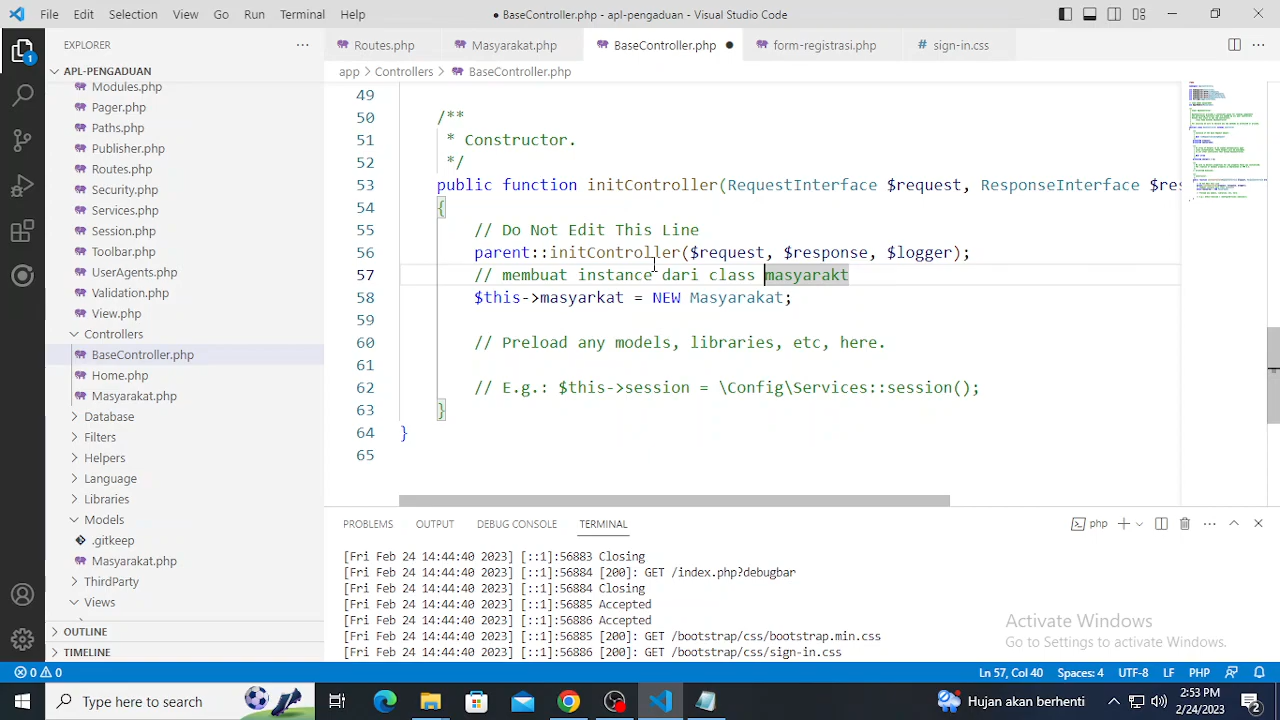 File Edit Selection View Go Run Terminal Help
● BaseController.php - apl-pengaduan - Visual Studio Code
EXPLORER
APL-PENGADUAN
Modules.php
Pager.php
Paths.php
Publisher.php
Routes.php
Security.php
Services.php
Session.php
Toolbar.php
UserAgents.php
Validation.php
View.php
Controllers
BaseController.php
Home.php
Masyarakat.php
Database
Filters
Helpers
Language
Libraries
Models
.gitkeep
Masyarakat.php
ThirdParty
Views
OUTLINE
TIMELINE
Routes.php
Masyarakat.php
BaseController.php
form-registrasi.php
# sign-in.css
app > Controllers > BaseController.php
49
50 /**
51 * Constructor.
52 */
53 public function initController(RequestInterface $request, ResponseInterface $res
54 {
55 // Do Not Edit This Line
56 parent::initController($request, $response, $logger);
57 // membuat instance dari class masyarakt
58 $this->masyarkat = NEW Masyarakat;
59
60 // Preload any models, libraries, etc, here.
61
62 // E.g.: $this->session = \Config\Services::session();
63 }
64 }
65
PROBLEMS OUTPUT DEBUG CONSOLE TERMINAL
php
[Fri Feb 24 14:44:40 2023] [::1]:56883 Closing
[Fri Feb 24 14:44:40 2023] [::1]:56884 [200]: GET /index.php?debugbar
[Fri Feb 24 14:44:40 2023] [::1]:56884 Closing
[Fri Feb 24 14:44:40 2023] [::1]:56885 Accepted
[Fri Feb 24 14:44:40 2023] [::1]:56886 Accepted
[Fri Feb 24 14:44:40 2023] [::1]:56885 [200]: GET /bootstrap/css/bootstrap.min.css
[Fri Feb 24 14:44:40 2023] [::1]:56886 [200]: GET /bootstrap/css/sign-in.css
Activate Windows
Go to Settings to activate Windows.
1
0 0
Ln 57, Col 40 Spaces: 4 UTF-8 LF PHP
Type here to search
Hujan akan berhenti
2:53 PM
2/24/2023
2